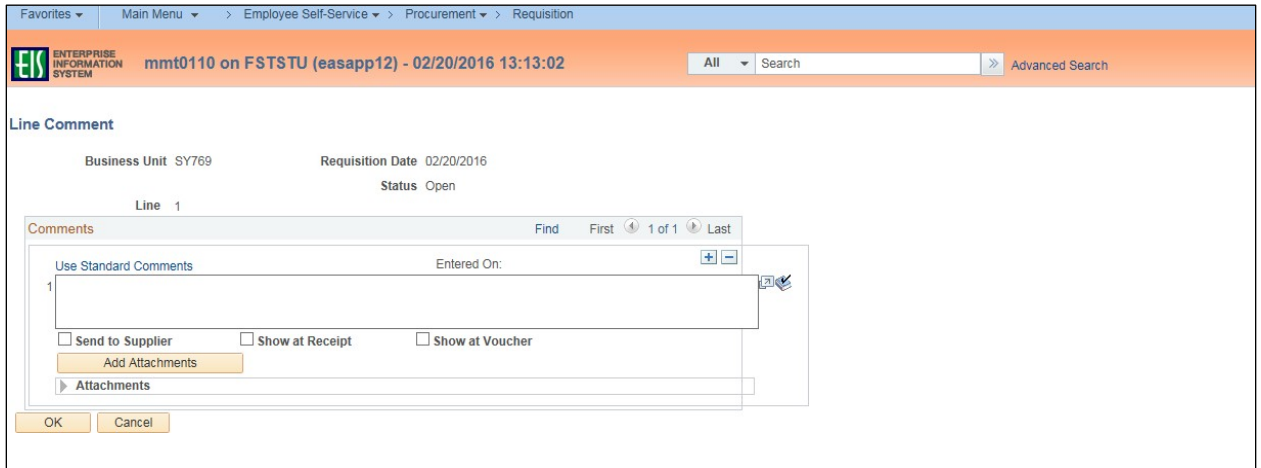 Favorites Main Menu > Employee Self-Service > Procurement > Requisition
EIS ENTERPRISE INFORMATION SYSTEM
mmt0110 on FSTSTU (easapp12) - 02/20/2016 13:13:02
All Search » Advanced Search
Line Comment
Business Unit SY769 Requisition Date 02/20/2016
Status Open
Line 1
Comments Find First 1 of 1 Last
Use Standard Comments Entered On:
1
Send to Supplier Show at Receipt Show at Voucher
Add Attachments
Attachments
OK Cancel